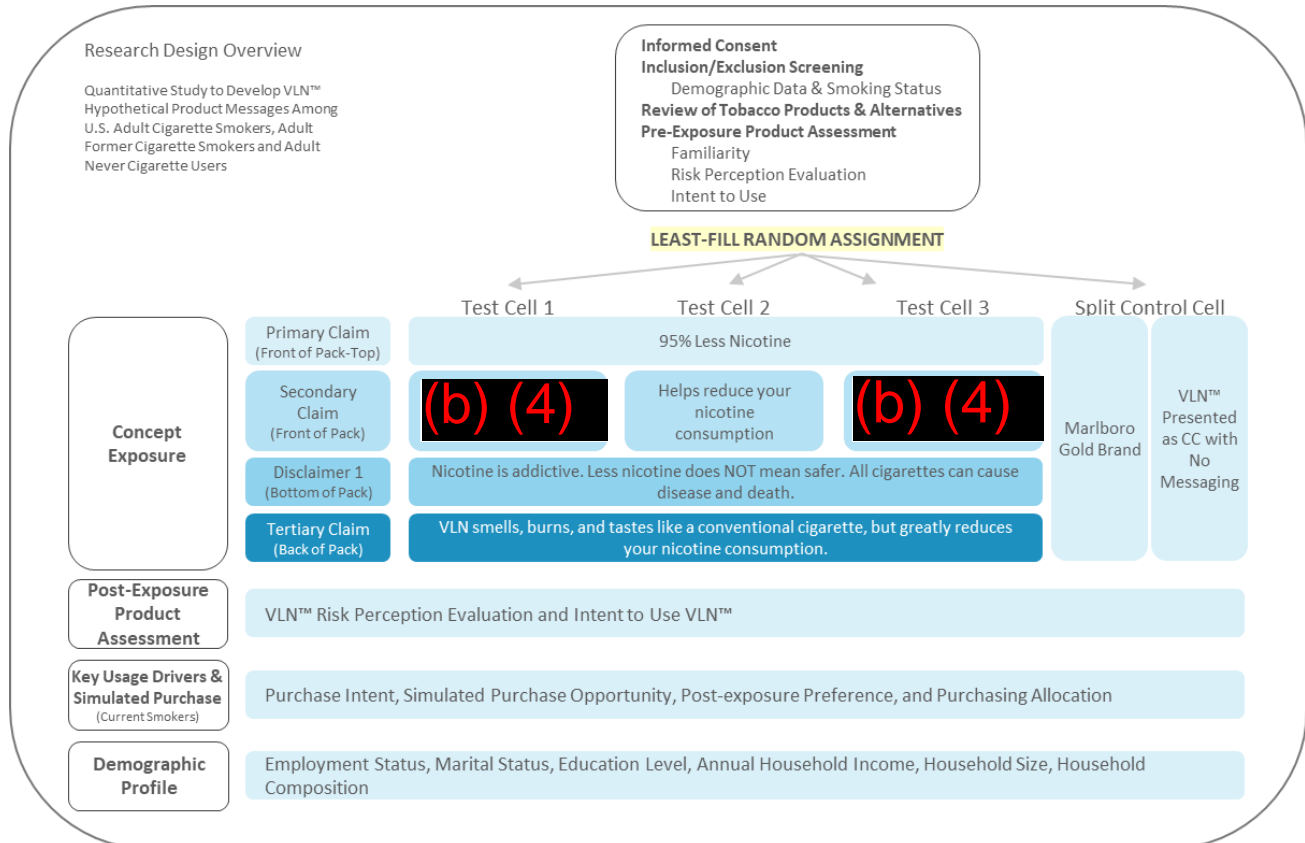 Research Design Overview
Quantitative Study to Develop VLN™
Hypothetical Product Messages Among
U.S. Adult Cigarette Smokers, Adult
Former Cigarette Smokers and Adult
Never Cigarette Users
Informed Consent
Inclusion/Exclusion Screening
Demographic Data & Smoking Status
Review of Tobacco Products & Alternatives
Pre-Exposure Product Assessment
Familiarity
Risk Perception Evaluation
Intent to Use
LEAST-FILL RANDOM ASSIGNMENT
Test Cell 1
Test Cell 2
Test Cell 3
Split Control Cell
Concept
Exposure
Primary Claim
(Front of Pack-Top)
95% Less Nicotine
Secondary
Claim
(Front of Pack)
(b) (4)
Helps reduce your
nicotine
consumption
(b) (4)
Disclaimer 1
(Bottom of Pack)
Nicotine is addictive. Less nicotine does NOT mean safer. All cigarettes can cause
disease and death.
Tertiary Claim
(Back of Pack)
VLN smells, burns, and tastes like a conventional cigarette, but greatly reduces
your nicotine consumption.
Marlboro
Gold Brand
VLN™
Presented
as CC with
No
Messaging
Post-Exposure
Product
Assessment
VLN™ Risk Perception Evaluation and Intent to Use VLN™
Key Usage Drivers &
Simulated Purchase
(Current Smokers)
Purchase Intent, Simulated Purchase Opportunity, Post-exposure Preference, and Purchasing Allocation
Demographic
Profile
Employment Status, Marital Status, Education Level, Annual Household Income, Household Size, Household
Composition